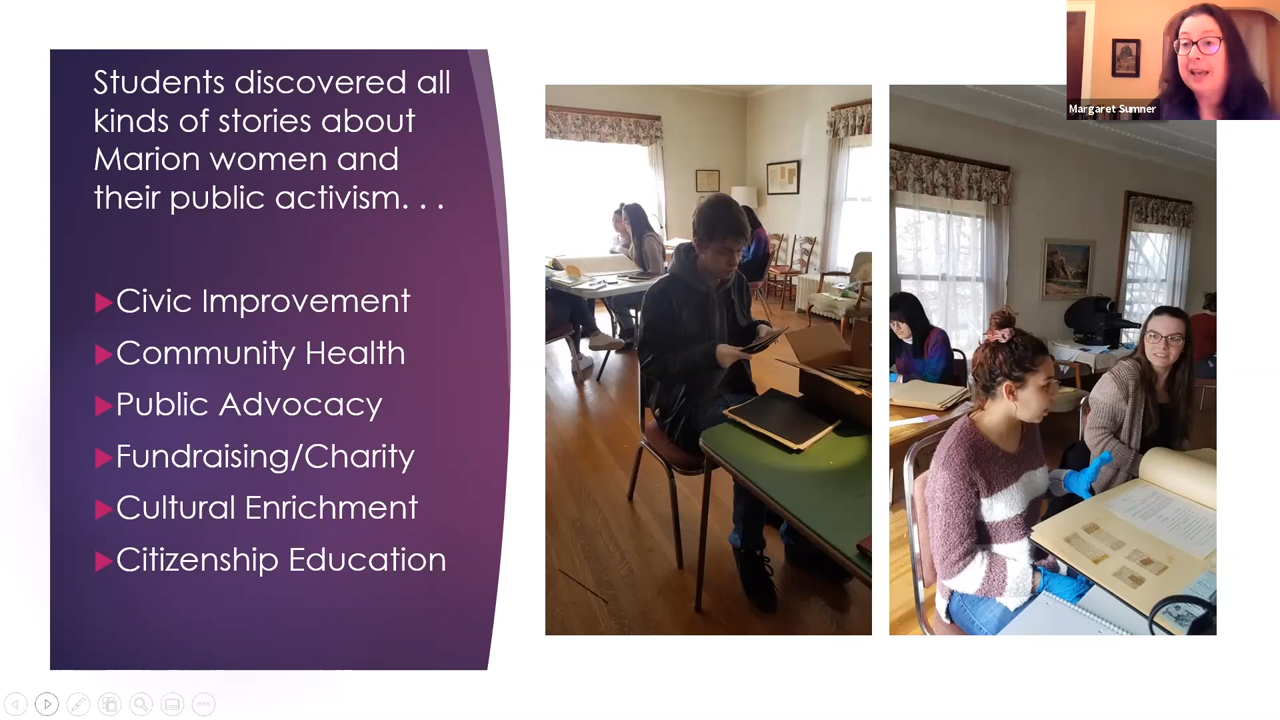 Students discovered all
kinds of stories about
Marion women and
their public activism. . .
Civic Improvement
Community Health
Public Advocacy
Fundraising/Charity
Cultural Enrichment
Citizenship Education
Margaret Sumner